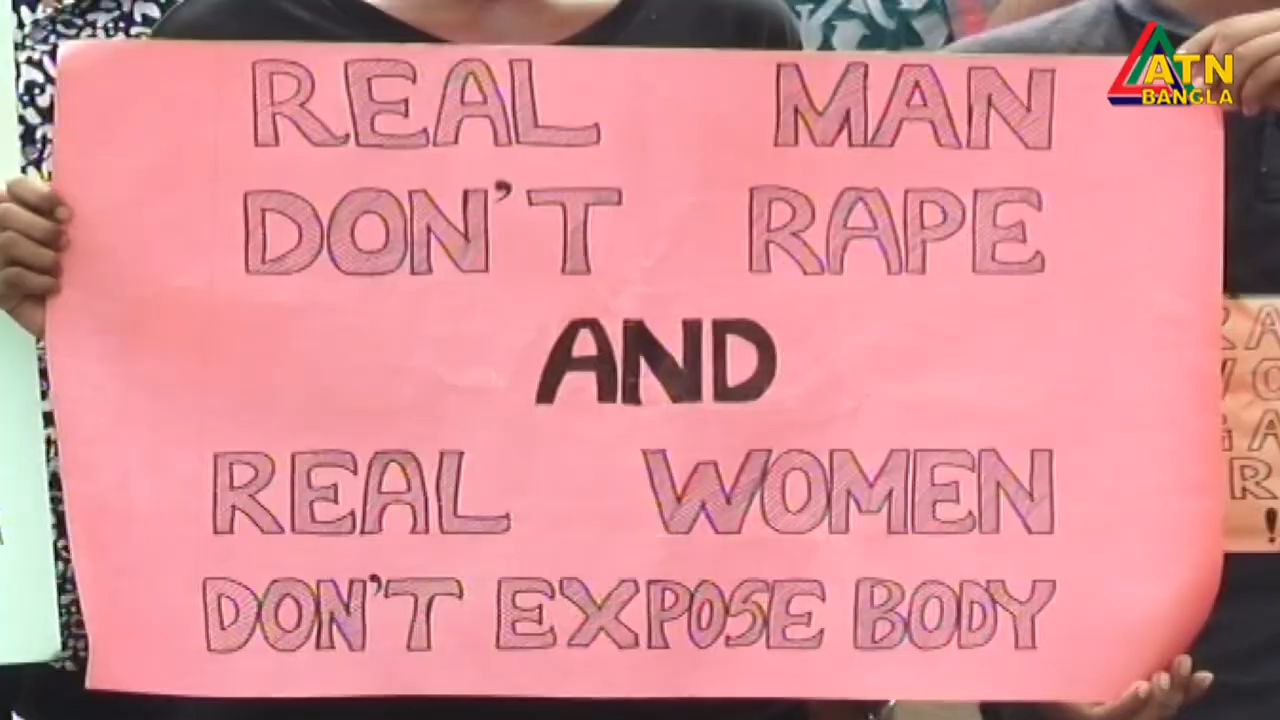 REAL MAN
DON'T RAPE
AND
REAL WOMEN
DON'T EXPOSE BODY
ATN
BANGLA